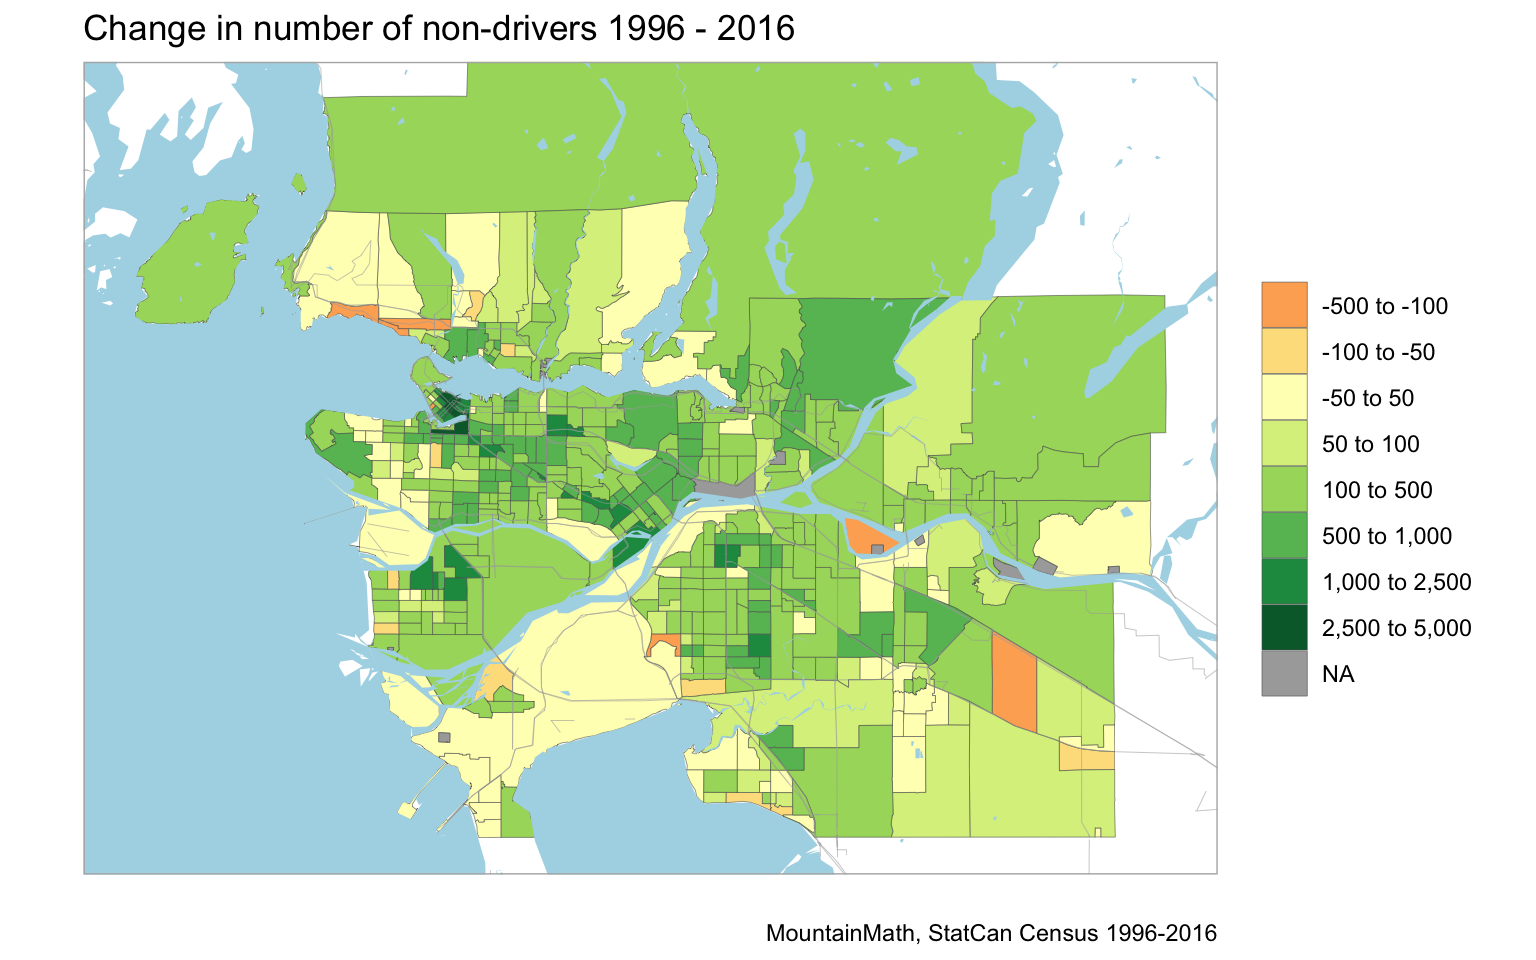 Change in number of non-drivers 1996 - 2016
-500 to -100
-100 to -50
-50 to 50
50 to 100
100 to 500
500 to 1,000
1,000 to 2,500
2,500 to 5,000
NA
MountainMath, StatCan Census 1996-2016